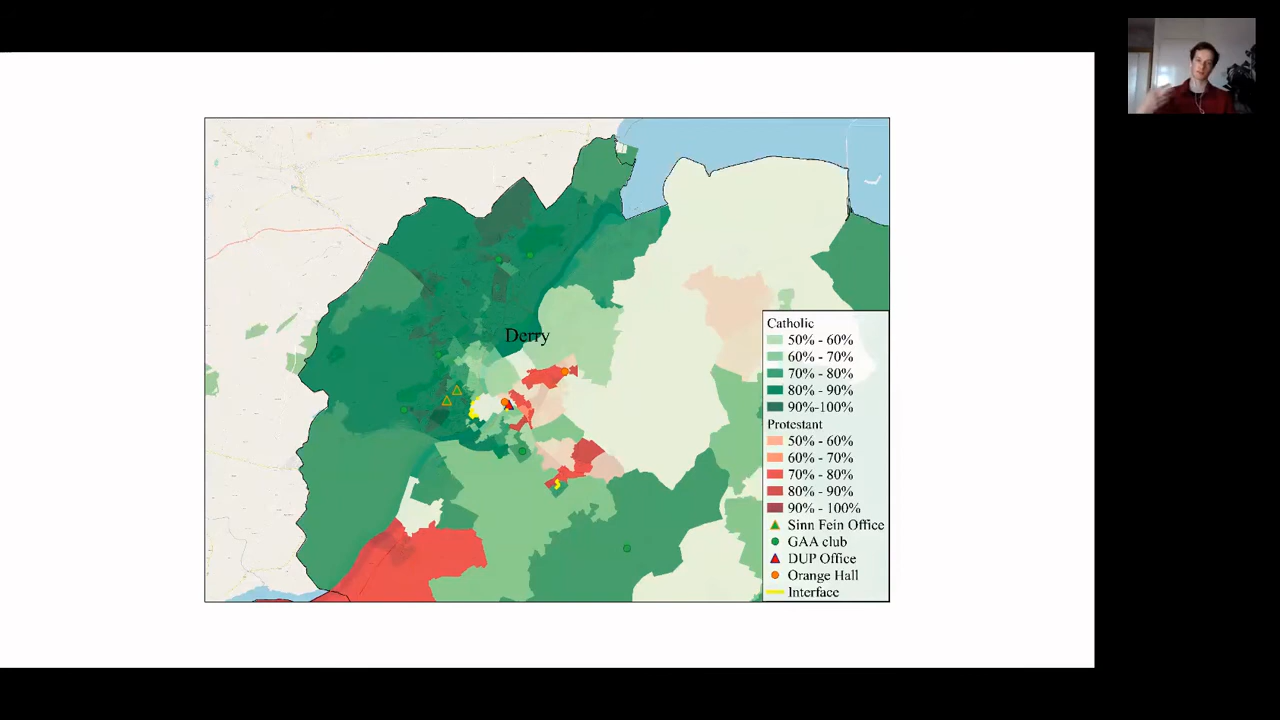 Derry
Catholic
50% - 60%
60% - 70%
70% - 80%
80% - 90%
90%-100%
Protestant
50% - 60%
60% - 70%
70% - 80%
80% - 90%
90% - 100%
Sinn Fein Office
GAA club
DUP Office
Orange Hall
Interface